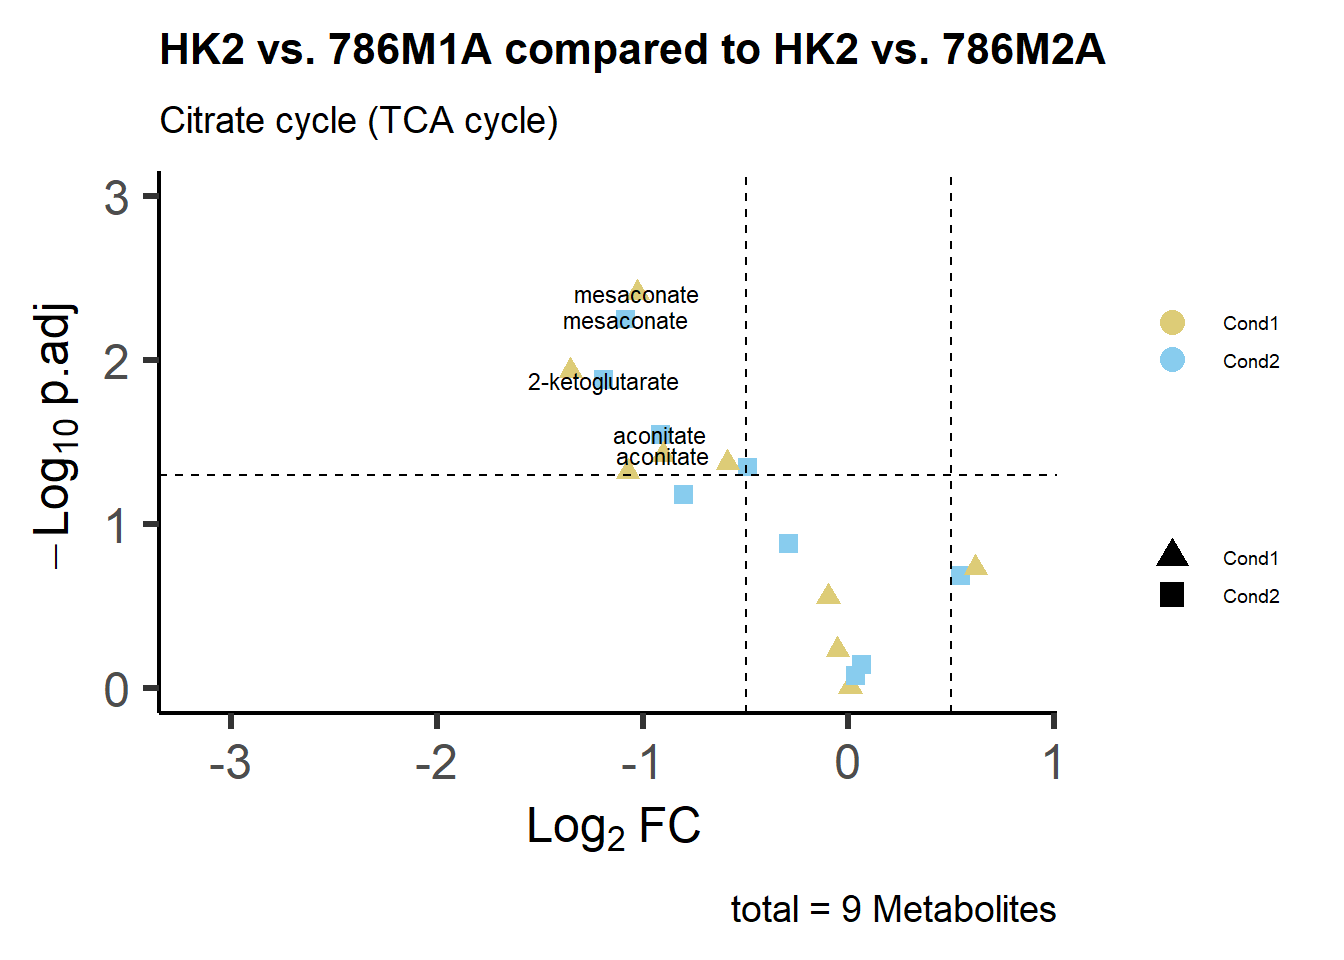 HK2 vs. 786M1A compared to HK2 vs. 786M2A
Citrate cycle (TCA cycle)
−Log10 p.adj
3
2
1
0
mesaconate
mesaconate
2-ketoglutarate
aconitate
aconitate
-3
-2
-1
0
1
Log2 FC
Cond1
Cond2
Cond1
Cond2
total = 9 Metabolites